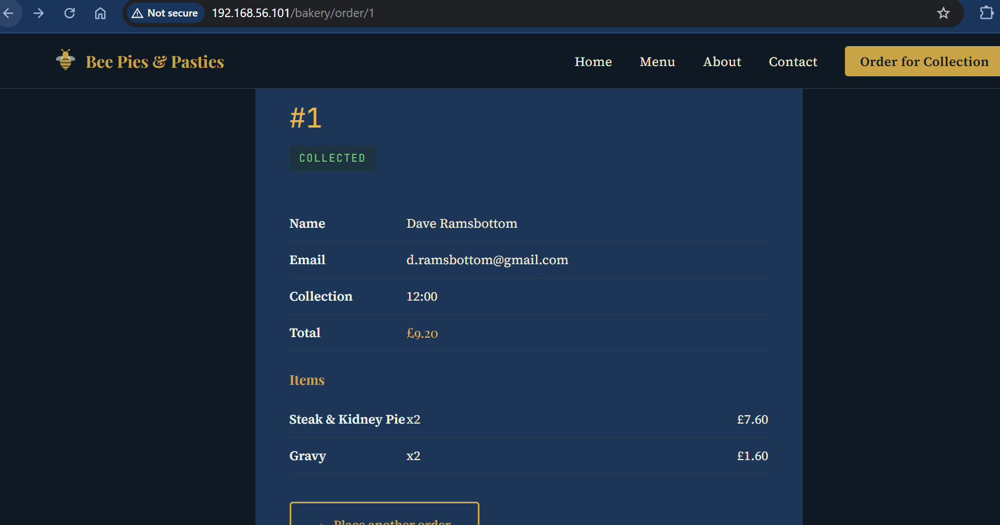 Not secure 192.168.56.101/bakery/order/1
Bee Pies & Pasties Home Menu About Contact Order for Collection
#1
COLLECTED
Name Dave Ramsbottom
Email d.ramsbottom@gmail.com
Collection 12:00
Total £9.20
Items
Steak & Kidney Pie x2 £7.60
Gravy x2 £1.60
← Place another order